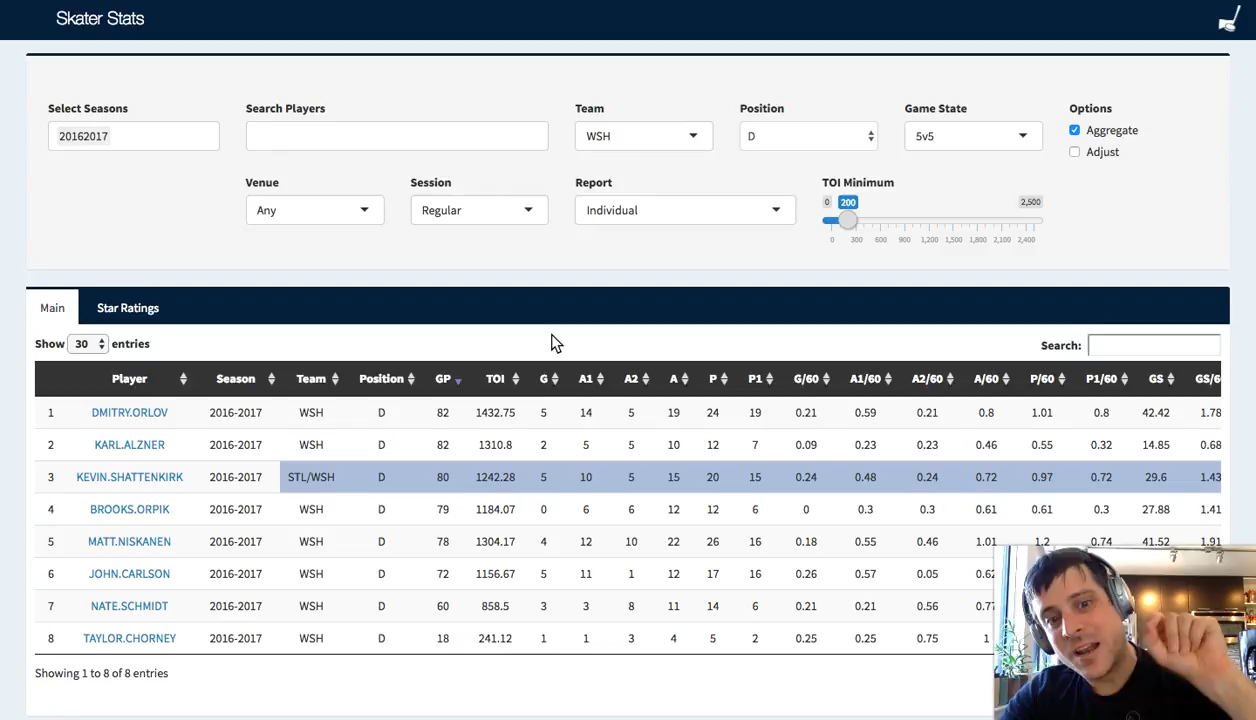 Skater Stats
Select Seasons Search Players Team Position Game State Options
20162017 WSH D 5v5 Aggregate
Adjust
Venue Session Report TOI Minimum
Any Regular Individual 0 200 2,500
0 300 600 900 1,200 1,500 1,800 2,100 2,400
Main Star Ratings
Show 30 entries Search:
Player Season Team Position GP TOI G A1 A2 A P P1 G/60 A1/60 A2/60 A/60 P/60 P1/60 GS GS/6
1 DMITRY.ORLOV 2016-2017 WSH D 82 1432.75 5 14 5 19 24 19 0.21 0.59 0.21 0.8 1.01 0.8 42.42 1.78
2 KARL.ALZNER 2016-2017 WSH D 82 1310.8 2 5 5 10 12 7 0.09 0.23 0.23 0.46 0.55 0.32 14.85 0.68
3 KEVIN.SHATTENKIRK 2016-2017 STL/WSH D 80 1242.28 5 10 5 15 20 15 0.24 0.48 0.24 0.72 0.97 0.72 29.6 1.43
4 BROOKS.ORPIK 2016-2017 WSH D 79 1184.07 0 6 6 12 12 6 0 0.3 0.3 0.61 0.61 0.3 27.88 1.41
5 MATT.NISKANEN 2016-2017 WSH D 78 1304.17 4 12 10 22 26 16 0.18 0.55 0.46 1.01 1.2 0.74 41.52 1.91
6 JOHN.CARLSON 2016-2017 WSH D 72 1156.67 5 11 1 12 17 16 0.26 0.57 0.05 0.62
7 NATE.SCHMIDT 2016-2017 WSH D 60 858.5 3 3 8 11 14 6 0.21 0.21 0.56 0.77
8 TAYLOR.CHORNEY 2016-2017 WSH D 18 241.12 1 1 3 4 5 2 0.25 0.25 0.75 1
Showing 1 to 8 of 8 entries